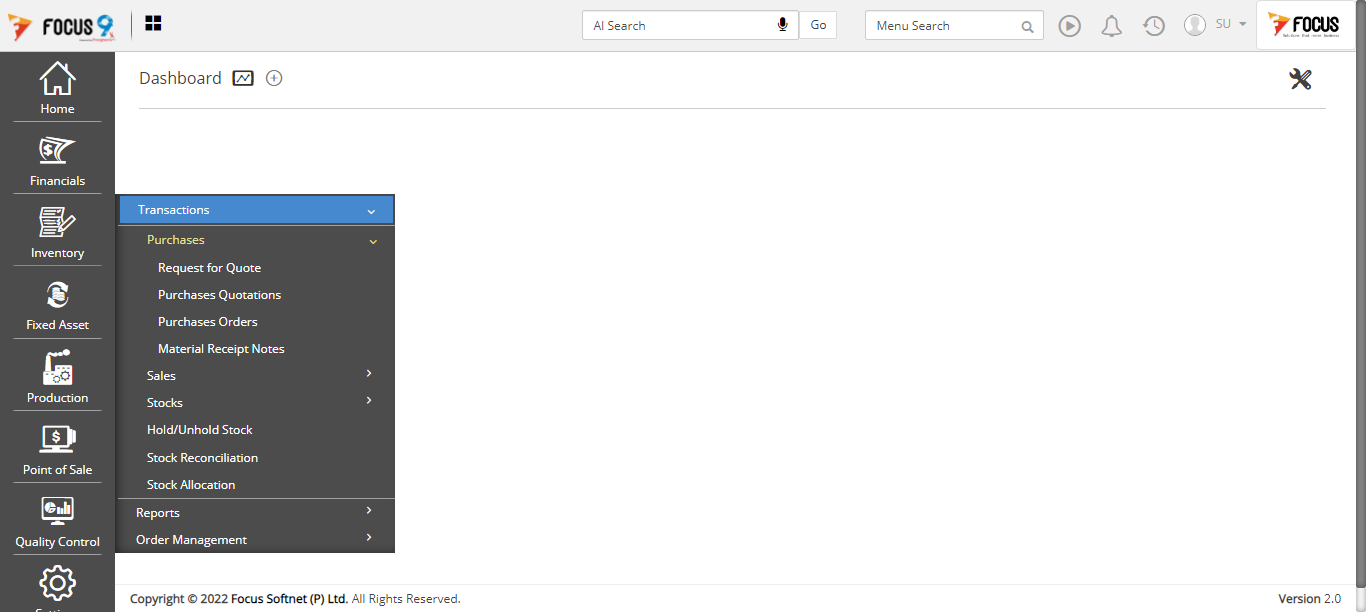 FOCUS 9
AI Search
Go
Menu Search
SU
FOCUS
Dashboard
Home
Financials
Inventory
Fixed Asset
Production
Point of Sale
Quality Control
Transactions
Purchases
Request for Quote
Purchases Quotations
Purchases Orders
Material Receipt Notes
Sales
Stocks
Hold/Unhold Stock
Stock Reconciliation
Stock Allocation
Reports
Order Management
Copyright © 2022 Focus Softnet (P) Ltd. All Rights Reserved.
Version 2.0